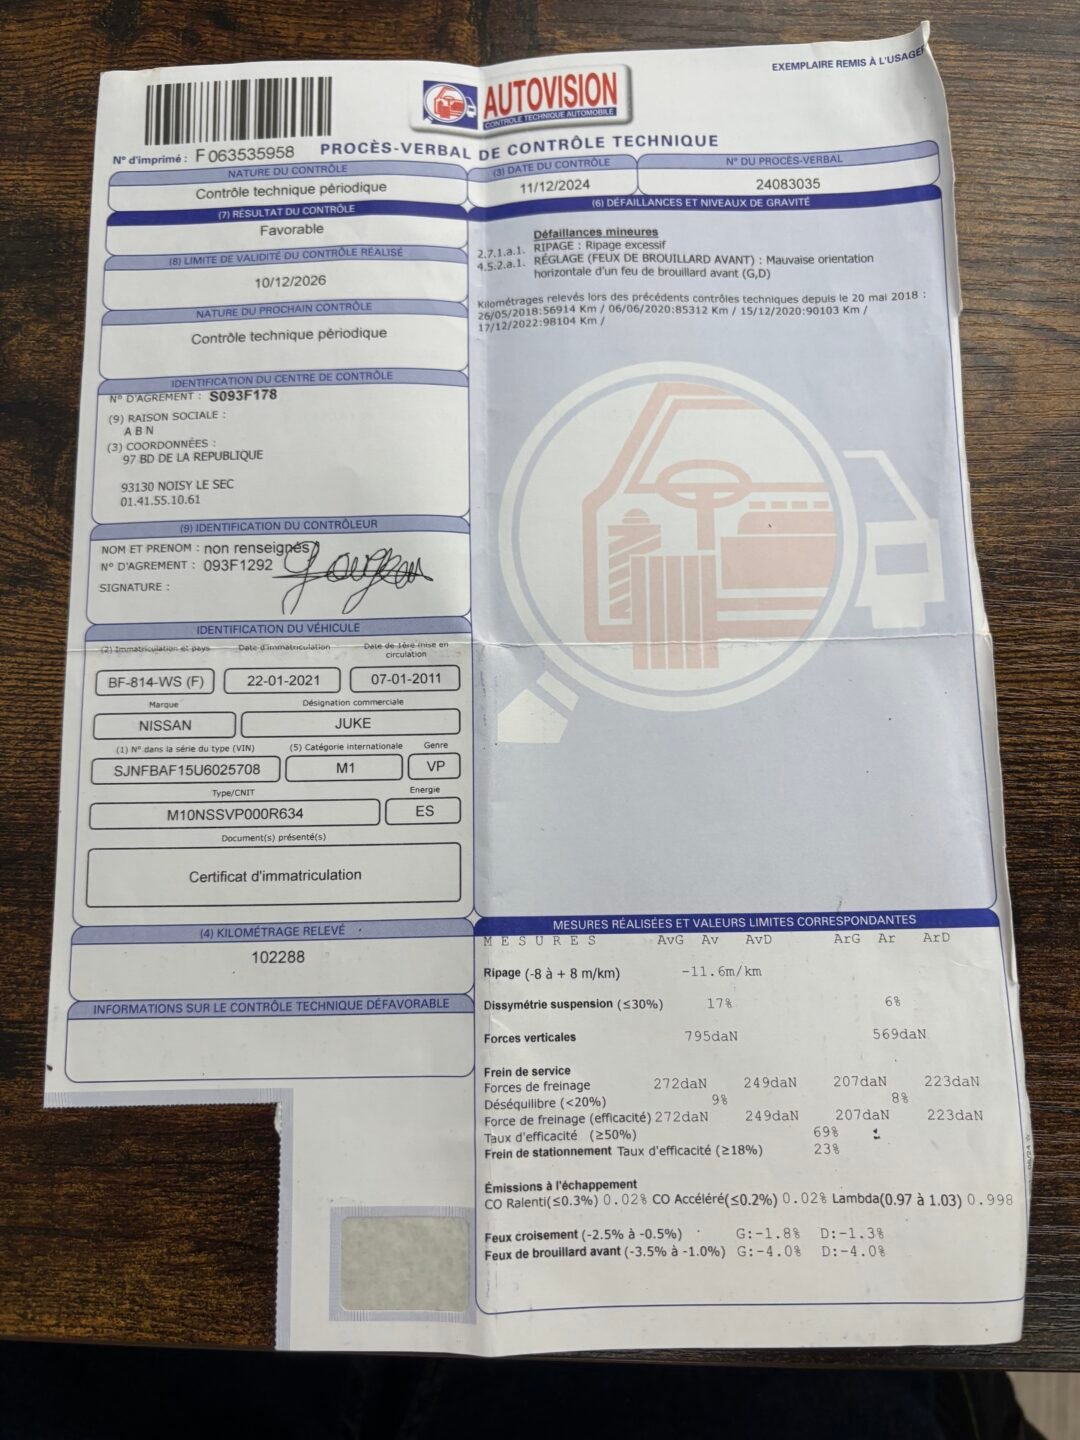 EXEMPLAIRE REMIS À L'USAGER
AUTOVISION
CONTROLE TECHNIQUE AUTOMOBILE
N° d'imprimé : F 063535958
PROCÈS-VERBAL DE CONTRÔLE TECHNIQUE
NATURE DU CONTRÔLE
Contrôle technique périodique
(3) DATE DU CONTRÔLE
11/12/2024
N° DU PROCÈS-VERBAL
24083035
(7) RÉSULTAT DU CONTRÔLE
Favorable
(8) LIMITE DE VALIDITÉ DU CONTRÔLE RÉALISÉ
10/12/2026
NATURE DU PROCHAIN CONTRÔLE
Contrôle technique périodique
IDENTIFICATION DU CENTRE DE CONTRÔLE
N° D'AGREMENT : S093F178
(9) RAISON SOCIALE :
A B N
(3) COORDONNÉES :
97 BD DE LA REPUBLIQUE
93130 NOISY LE SEC
01.41.55.10.61
(9) IDENTIFICATION DU CONTRÔLEUR
NOM ET PRENOM : non renseignés
N° D'AGREMENT : 093F1292
SIGNATURE :
IDENTIFICATION DU VÉHICULE
(2) Immatriculation et pays
Date d'immatriculation
Date de 1ère mise en
circulation
BF-814-WS (F)
22-01-2021
07-01-2011
Marque
Désignation commerciale
NISSAN
JUKE
(1) N° dans la série du type (VIN)
(5) Catégorie internationale
Genre
SJNFBAF15U6025708
M1
VP
Type/CNIT
Energie
M10NSSVP000R634
ES
Document(s) présenté(s)
Certificat d'immatriculation
(4) KILOMÉTRAGE RELEVÉ
102288
INFORMATIONS SUR LE CONTRÔLE TECHNIQUE DÉFAVORABLE
(6) DÉFAILLANCES ET NIVEAUX DE GRAVITÉ
Défaillances mineures
2.7.1.a.1. RIPAGE : Ripage excessif
4.5.2.a.1. RÉGLAGE (FEUX DE BROUILLARD AVANT) : Mauvaise orientation
horizontale d'un feu de brouillard avant (G,D)
Kilométrages relevés lors des précédents contrôles techniques depuis le 20 mai 2018 :
26/05/2018:56914 Km / 06/06/2020:85312 Km / 15/12/2020:90103 Km /
17/12/2022:98104 Km /
MESURES RÉALISÉES ET VALEURS LIMITES CORRESPONDANTES
M E S U R E S AvG Av AvD ArG Ar ArD
Ripage (-8 à + 8 m/km) -11.6m/km
Dissymétrie suspension (≤30%) 17% 6%
Forces verticales 795daN 569daN
Frein de service
Forces de freinage 272daN 249daN 207daN 223daN
Déséquilibre (<20%) 9% 8%
Force de freinage (efficacité) 272daN 249daN 207daN 223daN
Taux d'efficacité (≥50%) 69%
Frein de stationnement Taux d'efficacité (≥18%) 23%
Émissions à l'échappement
CO Ralenti(≤0.3%) 0.02% CO Accéléré(≤0.2%) 0.02% Lambda(0.97 à 1.03) 0.998
Feux croisement (-2.5% à -0.5%) G:-1.8% D:-1.3%
Feux de brouillard avant (-3.5% à -1.0%) G:-4.0% D:-4.0%